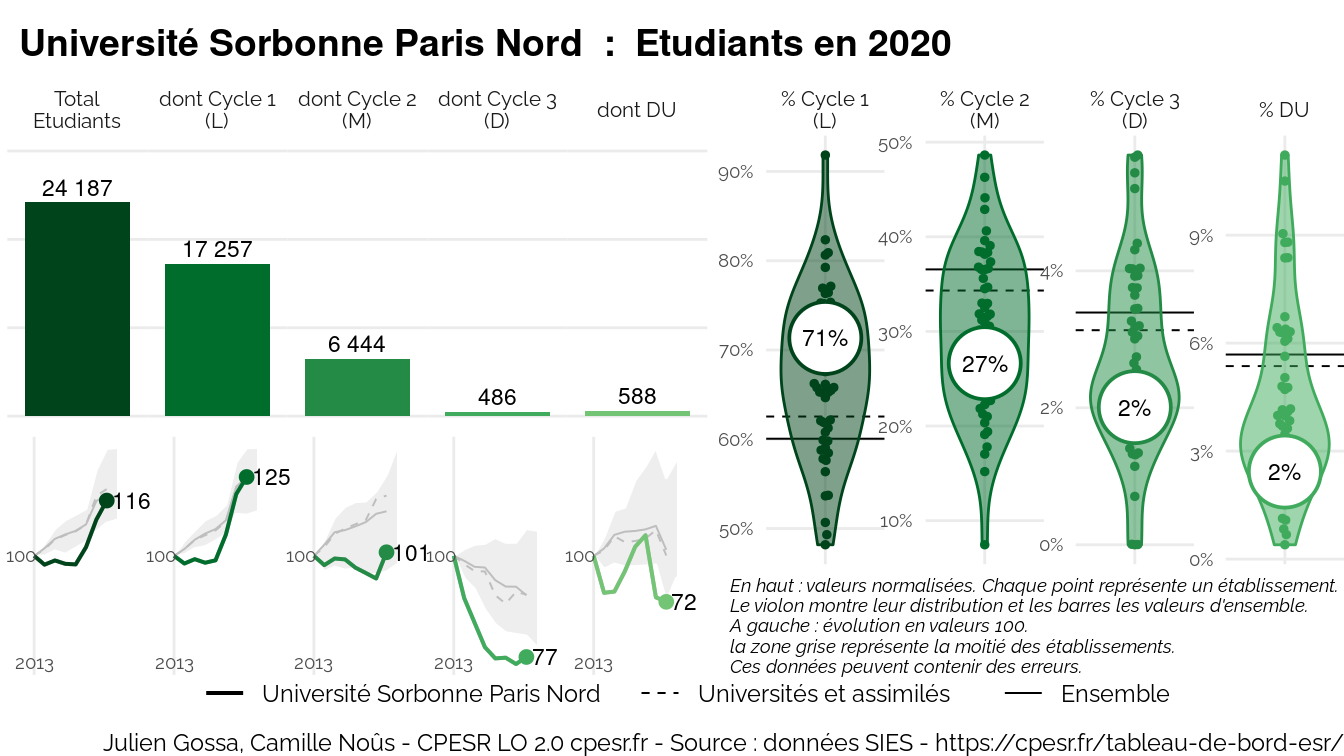 Université Sorbonne Paris Nord : Etudiants en 2020
Total
Etudiants
dont Cycle 1
(L)
dont Cycle 2
(M)
dont Cycle 3
(D)
dont DU
24 187
17 257
6 444
486
588
100
116
2013
100
125
2013
100
101
2013
100
77
2013
100
72
2013
% Cycle 1
(L)
90%
80%
70%
60%
50%
71%
% Cycle 2
(M)
50%
40%
30%
20%
10%
27%
% Cycle 3
(D)
4%
2%
0%
2%
% DU
9%
6%
3%
0%
2%
En haut : valeurs normalisées. Chaque point représente un établissement.
Le violon montre leur distribution et les barres les valeurs d'ensemble.
A gauche : évolution en valeurs 100.
la zone grise représente la moitié des établissements.
Ces données peuvent contenir des erreurs.
Université Sorbonne Paris Nord
Universités et assimilés
Ensemble
Julien Gossa, Camille Noûs - CPESR LO 2.0 cpesr.fr - Source : données SIES - https://cpesr.fr/tableau-de-bord-esr/